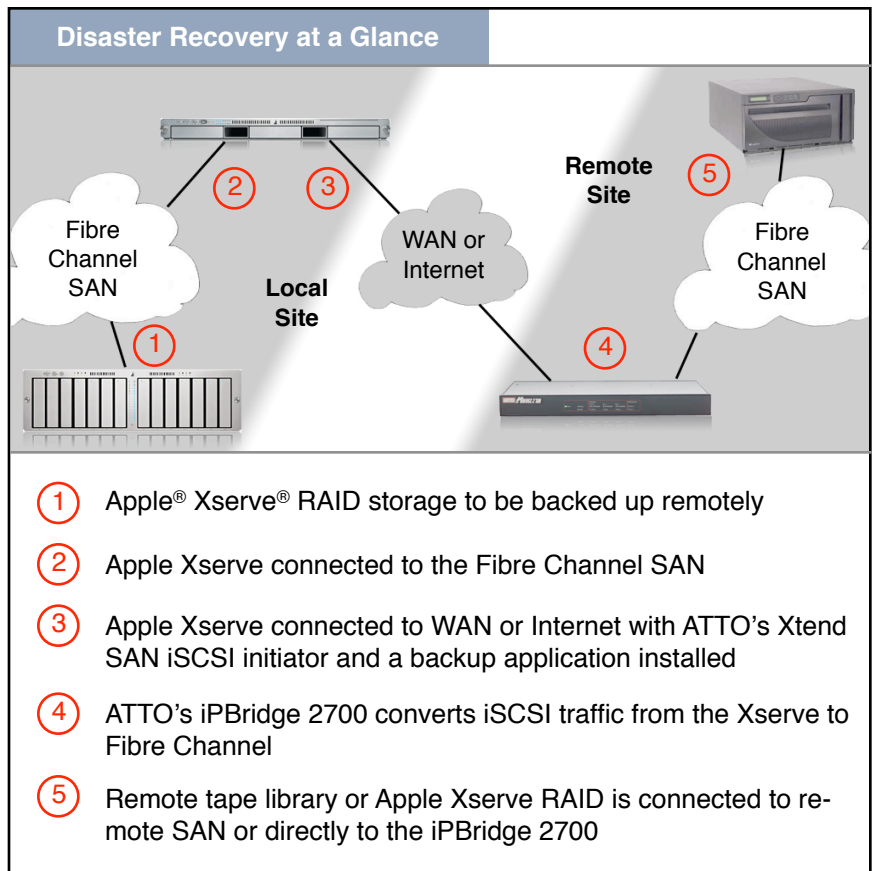 Disaster Recovery at a Glance
2
3
Remote
Site
5
Fibre
Channel
SAN
WAN or
Internet
Fibre
Channel
SAN
Local
Site
1
4
1 Apple® Xserve® RAID storage to be backed up remotely
2 Apple Xserve connected to the Fibre Channel SAN
3 Apple Xserve connected to WAN or Internet with ATTO’s Xtend
SAN iSCSI initiator and a backup application installed
4 ATTO’s iPBridge 2700 converts iSCSI traffic from the Xserve to
Fibre Channel
5 Remote tape library or Apple Xserve RAID is connected to re-
mote SAN or directly to the iPBridge 2700